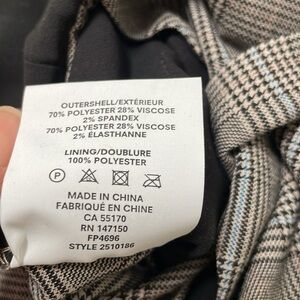 OUTERSHELL/EXTÉRIEUR
70% POLYESTER 28% VISCOSE
2% SPANDEX
70% POLYESTER 28% VISCOSE
2% ÉLASTHANNE
LINING/DOUBLURE
100% POLYESTER
P
MADE IN CHINA
FABRIQUÉ EN CHINE
CA 55170
RN 147150
FP4696
STYLE 2510186